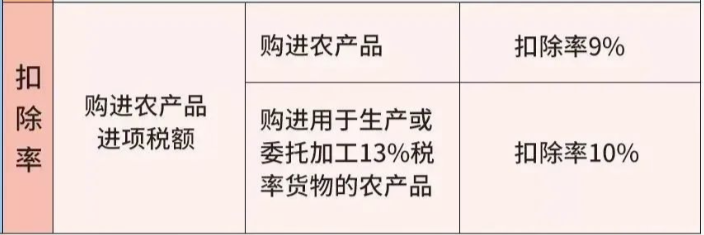 扣除率
购进农产品
进项税额
购进农产品
扣除率9%
购进用于生产或
委托加工13%税
率货物的农产品
扣除率10%